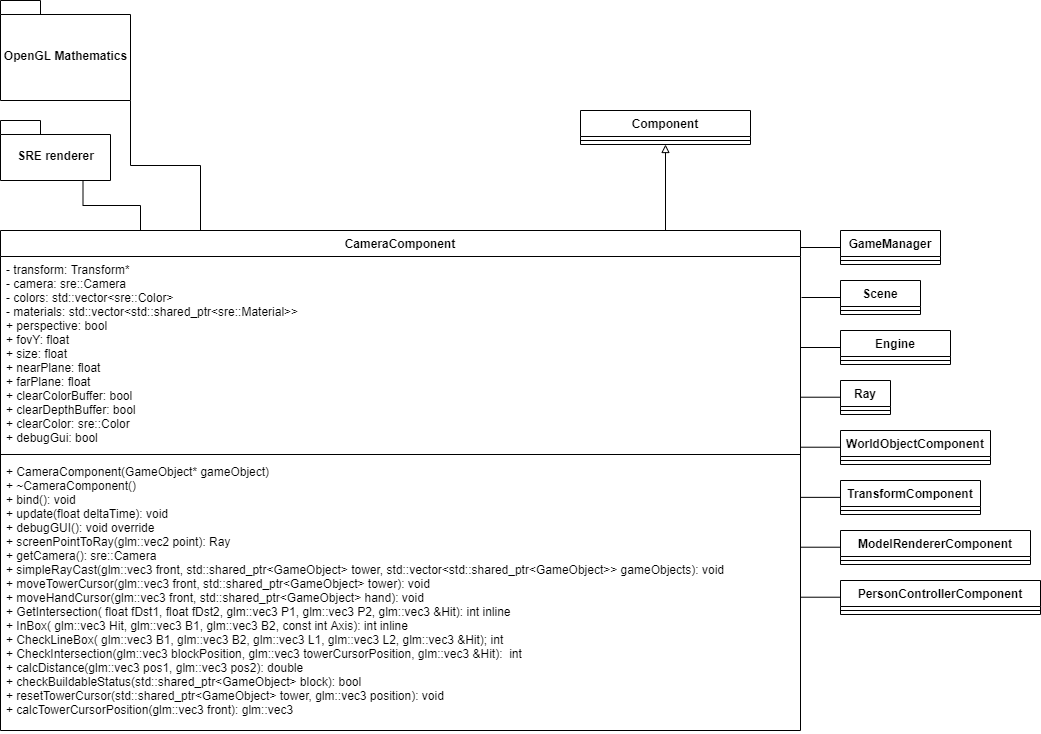 OpenGL Mathematics
SRE renderer
Component
CameraComponent
- transform: Transform*
- camera: sre::Camera
- colors: std::vector<sre::Color>
- materials: std::vector<std::shared_ptr<sre::Material>>
+ perspective: bool
+ fovY: float
+ size: float
+ nearPlane: float
+ farPlane: float
+ clearColorBuffer: bool
+ clearDepthBuffer: bool
+ clearColor: sre::Color
+ debugGui: bool
+ CameraComponent(GameObject* gameObject)
+ ~CameraComponent()
+ bind(): void
+ update(float deltaTime): void
+ debugGUI(): void override
+ screenPointToRay(glm::vec2 point): Ray
+ getCamera(): sre::Camera
+ simpleRayCast(glm::vec3 front, std::shared_ptr<GameObject> tower, std::vector<std::shared_ptr<GameObject>> gameObjects): void
+ moveTowerCursor(glm::vec3 front, std::shared_ptr<GameObject> tower): void
+ moveHandCursor(glm::vec3 front, std::shared_ptr<GameObject> hand): void
+ GetIntersection( float fDst1, float fDst2, glm::vec3 P1, glm::vec3 P2, glm::vec3 &Hit): int inline
+ InBox( glm::vec3 Hit, glm::vec3 B1, glm::vec3 B2, const int Axis): int inline
+ CheckLineBox( glm::vec3 B1, glm::vec3 B2, glm::vec3 L1, glm::vec3 L2, glm::vec3 &Hit); int
+ CheckIntersection(glm::vec3 blockPosition, glm::vec3 towerCursorPosition, glm::vec3 &Hit):  int
+ calcDistance(glm::vec3 pos1, glm::vec3 pos2): double
+ checkBuildableStatus(std::shared_ptr<GameObject> block): bool
+ resetTowerCursor(std::shared_ptr<GameObject> tower, glm::vec3 position): void
+ calcTowerCursorPosition(glm::vec3 front): glm::vec3
GameManager
Scene
Engine
Ray
WorldObjectComponent
TransformComponent
ModelRendererComponent
PersonControllerComponent